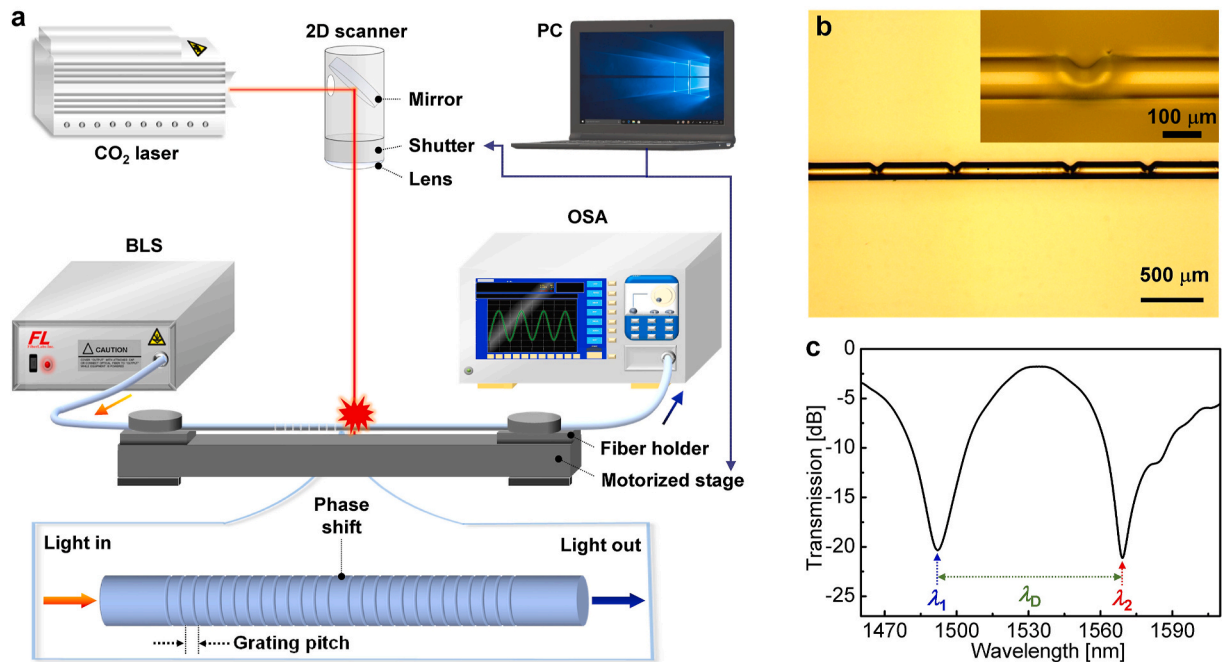 a
2D scanner
PC
Mirror
Shutter
Lens
CO2 laser
BLS
OSA
FL
CAUTION
Fiber holder
Motorized stage
Phase
shift
Light in
Light out
Grating pitch
b
100 μm
500 μm
c
Transmission [dB]
0
-5
-10
-15
-20
-25
λ1
λD
λ2
1470
1500
1530
1560
1590
Wavelength [nm]